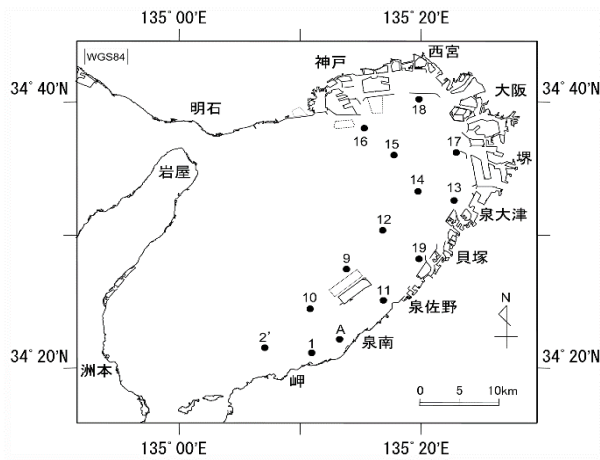 135° 00'E
135° 20'E
WGS84
西宮
神戸
34° 40'N
34° 40'N
大阪
明石
18
16
15
17
堺
岩屋
14
13
泉大津
12
貝塚
9
19
10
11
泉佐野
N
A
2'
1
泉南
34° 20'N
34° 20'N
洲本
岬
0
5
10km
135° 00'E
135° 20'E